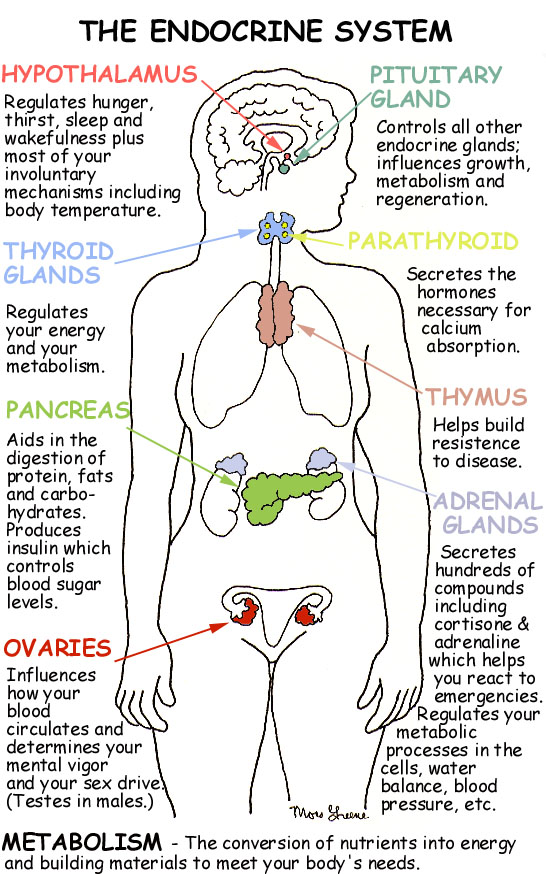 THE ENDOCRINE SYSTEM
HYPOTHALAMUS
Regulates hunger,
thirst, sleep and
wakefulness plus
most of your
involuntary
mechanisms including
body temperature.
PITUITARY
GLAND
Controls all other
endocrine glands;
influences growth,
metabolism and
regeneration.
THYROID
GLANDS
Regulates
your energy
and your
metabolism.
PARATHYROID
Secretes the
hormones
necessary for
calcium
absorption.
THYMUS
Helps build
resistence
to disease.
PANCREAS
Aids in the
digestion of
protein, fats
and carbo-
hydrates.
Produces
insulin which
controls
blood sugar
levels.
ADRENAL
GLANDS
Secretes
hundreds of
compounds
including
cortisone &
adrenaline
which helps
you react to
emergencies.
Regulates your
metabolic
processes in the
cells, water
balance, blood
pressure, etc.
OVARIES
Influences
how your
blood
circulates and
determines your
mental vigor
and your sex drive.
(Testes in males.)
METABOLISM - The conversion of nutrients into energy
and building materials to meet your body's needs.